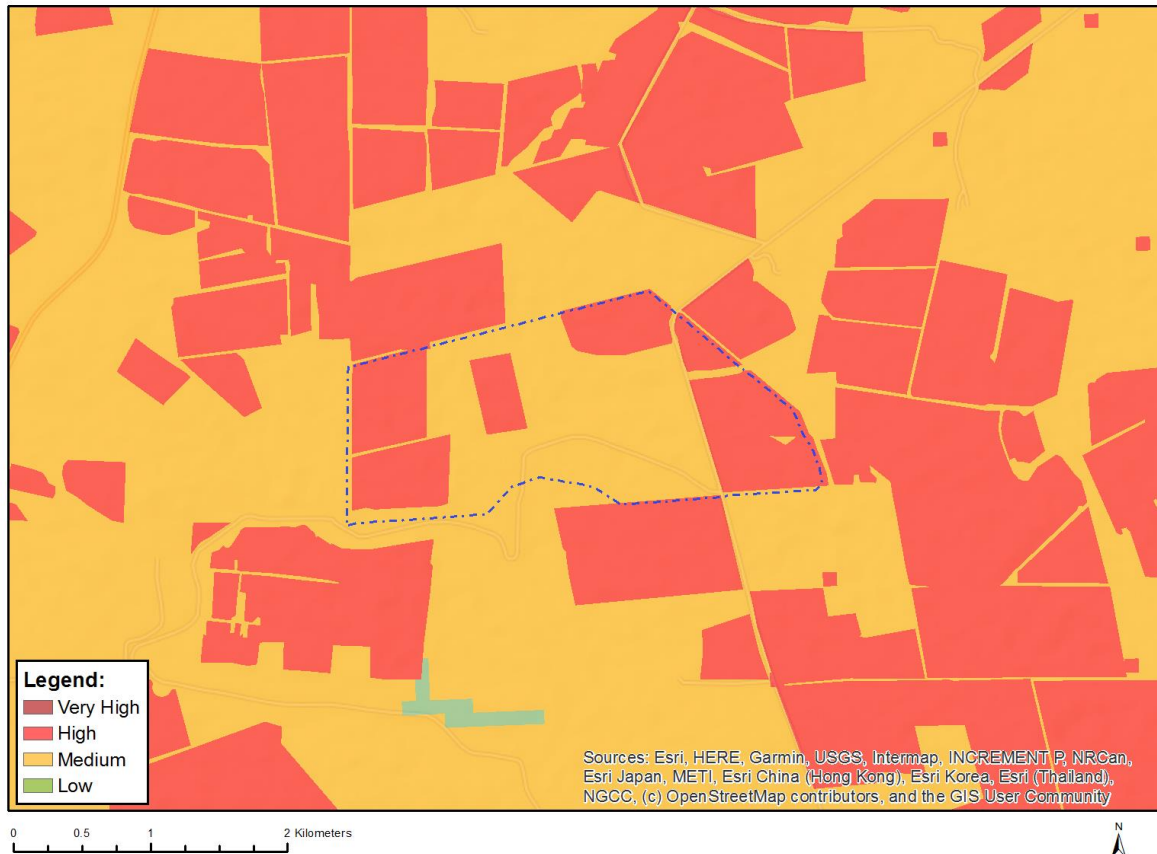 Legend:
Very High
High
Medium
Low
Sources: Esri, HERE, Garmin, USGS, Intermap, INCREMENT P, NRCan,
Esri Japan, METI, Esri China (Hong Kong), Esri Korea, Esri (Thailand),
NGCC, (c) OpenStreetMap contributors, and the GIS User Community
0 0.5 1 2 Kilometers
N